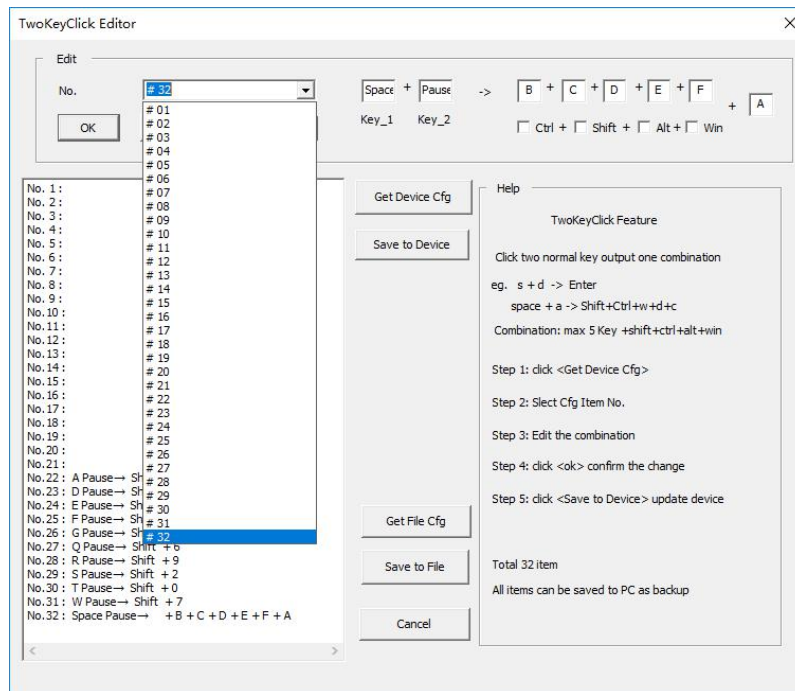 TwoKeyClick Editor
Edit
No.
# 32
Space + Pause -> B + C + D + E + F + A
Key_1 Key_2
Ctrl + Shift + Alt + Win
OK
# 01
# 02
# 03
# 04
# 05
# 06
# 07
# 08
# 09
# 10
# 11
# 12
# 13
# 14
# 15
# 16
# 17
# 18
# 19
# 20
# 21
# 22
# 23
# 24
# 25
# 26
# 27
# 28
# 29
# 30
# 31
# 32
No. 1 :
No. 2 :
No. 3 :
No. 4 :
No. 5 :
No. 6 :
No. 7 :
No. 8 :
No. 9 :
No.10 :
No.11 :
No.12 :
No.13 :
No.14 :
No.15 :
No.16 :
No.17 :
No.18 :
No.19 :
No.20 :
No.21 :
No.22 : A Pause→ Sh
No.23 : D Pause→ Sh
No.24 : E Pause→ Sh
No.25 : F Pause→ Sh
No.26 : G Pause→ Sh
No.27 : Q Pause→ Shift + 6
No.28 : R Pause→ Shift + 9
No.29 : S Pause→ Shift + 2
No.30 : T Pause→ Shift + 0
No.31 : W Pause→ Shift + 7
No.32 : Space Pause→ + B + C + D + E + F + A
Get Device Cfg
Save to Device
Get File Cfg
Save to File
Cancel
Help
TwoKeyClick Feature
Click two normal key output one combination
eg. s + d -> Enter
space + a -> Shift+Ctrl+w+d+c
Combination: max 5 Key +shift+ctrl+alt+win
Step 1: click <Get Device Cfg>
Step 2: Slect Cfg Item No.
Step 3: Edit the combination
Step 4: click <ok> confirm the change
Step 5: click <Save to Device> update device
Total 32 item
All items can be saved to PC as backup